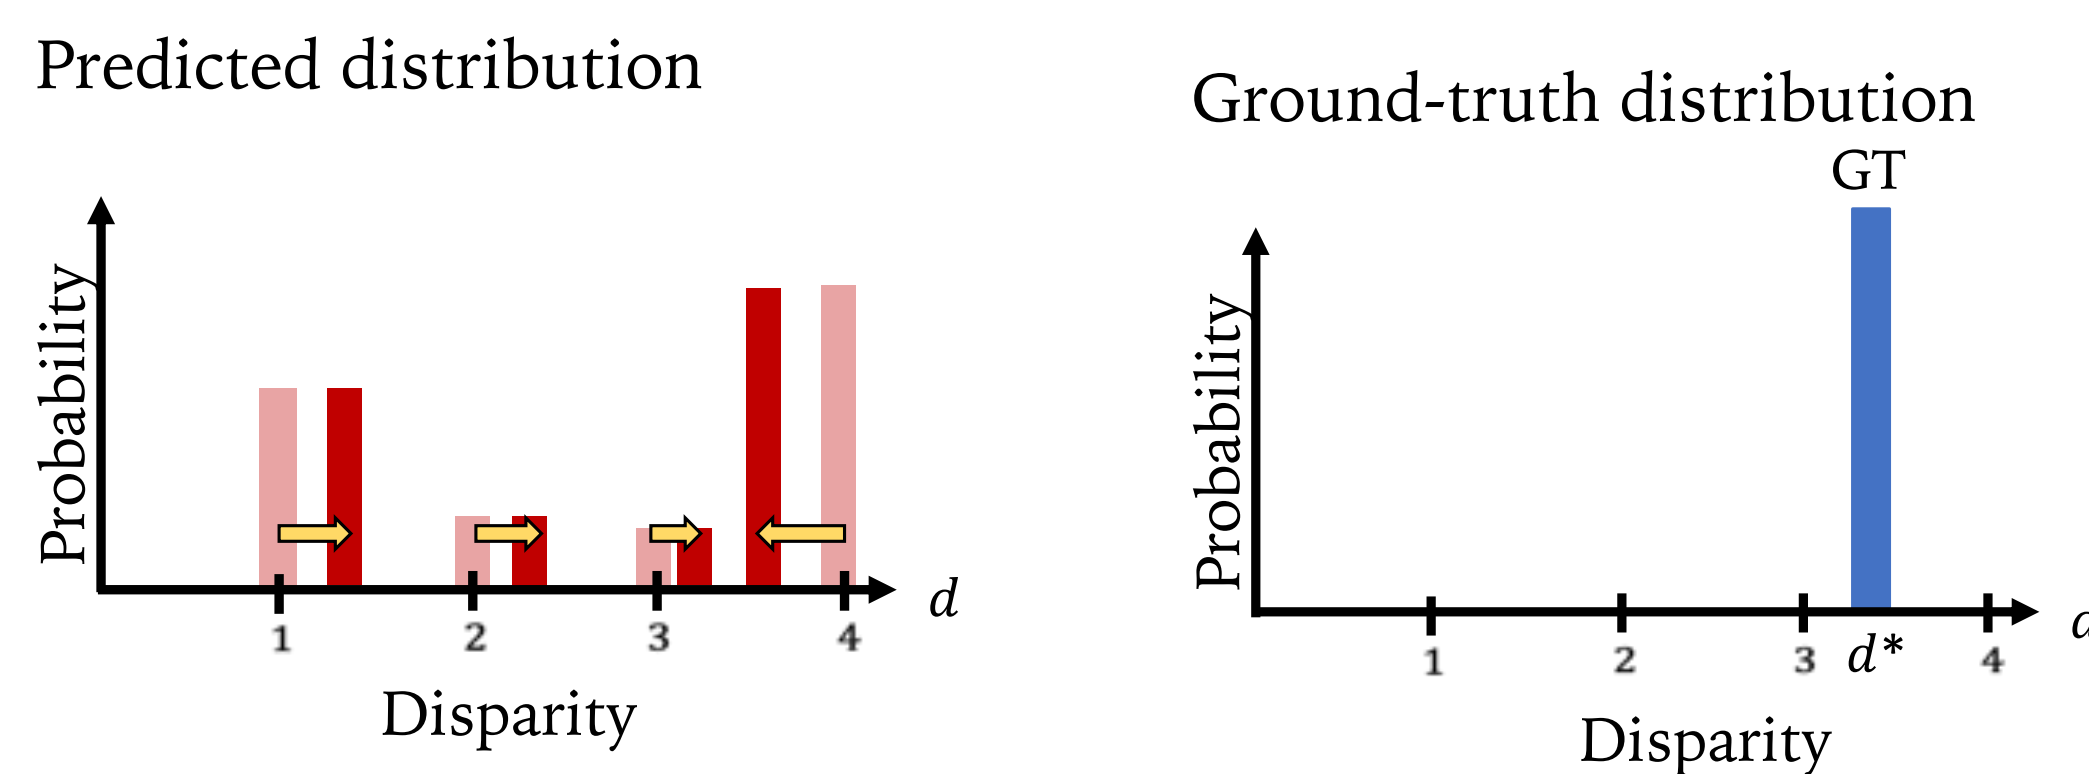 Predicted distribution
Probability
1 2 3 4
d
Disparity
Ground-truth distribution
GT
Probability
1 2 3 d* 4
Disparity